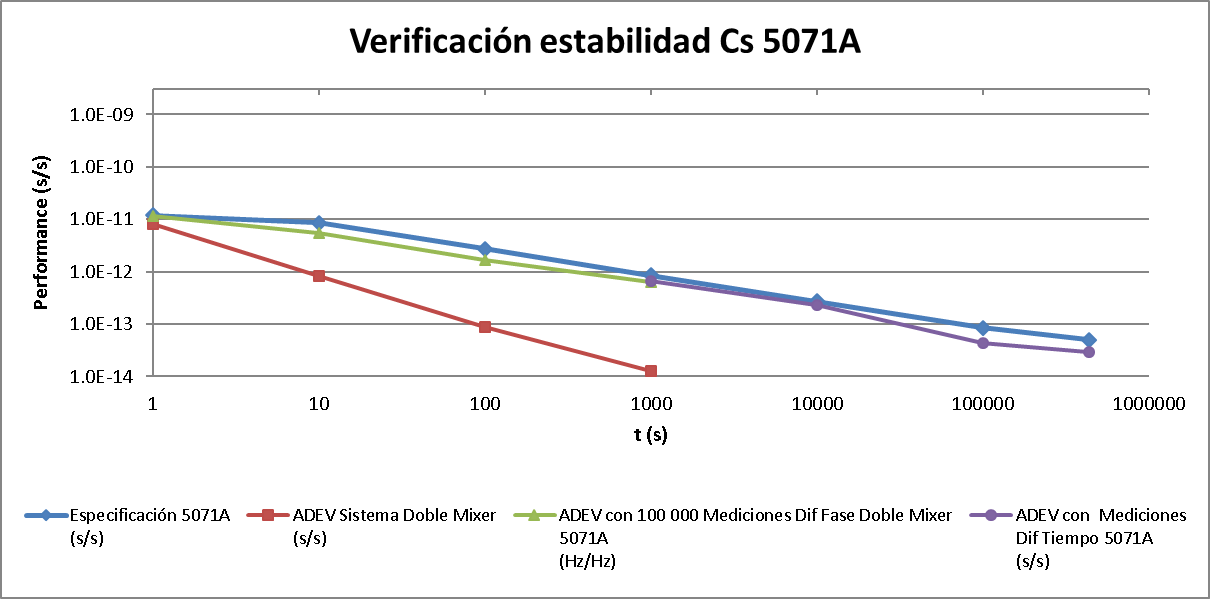 Verificación estabilidad Cs 5071A
Performance (s/s)
1.0E-09
1.0E-10
1.0E-11
1.0E-12
1.0E-13
1.0E-14
1 10 100 1000 10000 100000 1000000
t (s)
Especificación 5071A
(s/s)
ADEV Sistema Doble Mixer
(s/s)
ADEV con 100 000 Mediciones Dif Fase Doble Mixer
5071A
(Hz/Hz)
ADEV con  Mediciones
Dif Tiempo 5071A
(s/s)